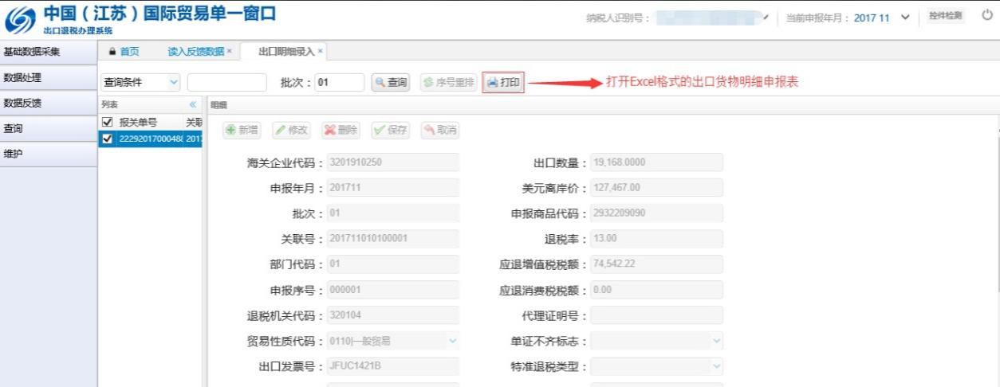 中国（江苏）国际贸易单一窗口
出口退税办理系统
纳税人识别号：
当前申报年月： 2017 11
控件检测
基础数据采集
数据处理
数据反馈
查询
维护
首页 读入反馈数据 × 出口明细录入 ×
查询条件 批次： 01 查询 序号重排 打印 打开Excel格式的出口货物明细申报表
列表 «
报关单号 关联
明细
新增 修改 删除 保存 取消
海关企业代码： 3201910250 出口数量： 19,168.0000
申报年月： 201711 美元离岸价： 127,467.00
批次： 01 申报商品代码： 2932209090
关联号： 201711010100001 退税率： 13.00
部门代码： 01 应退增值税税额： 74,542.22
申报序号： 000001 应退消费税税额： 0.00
退税机关代码： 320104 代理证明号：
贸易性质代码： 0110|一般贸易 单证不齐标志：
出口发票号： JFUC1421B 特准退税类型：